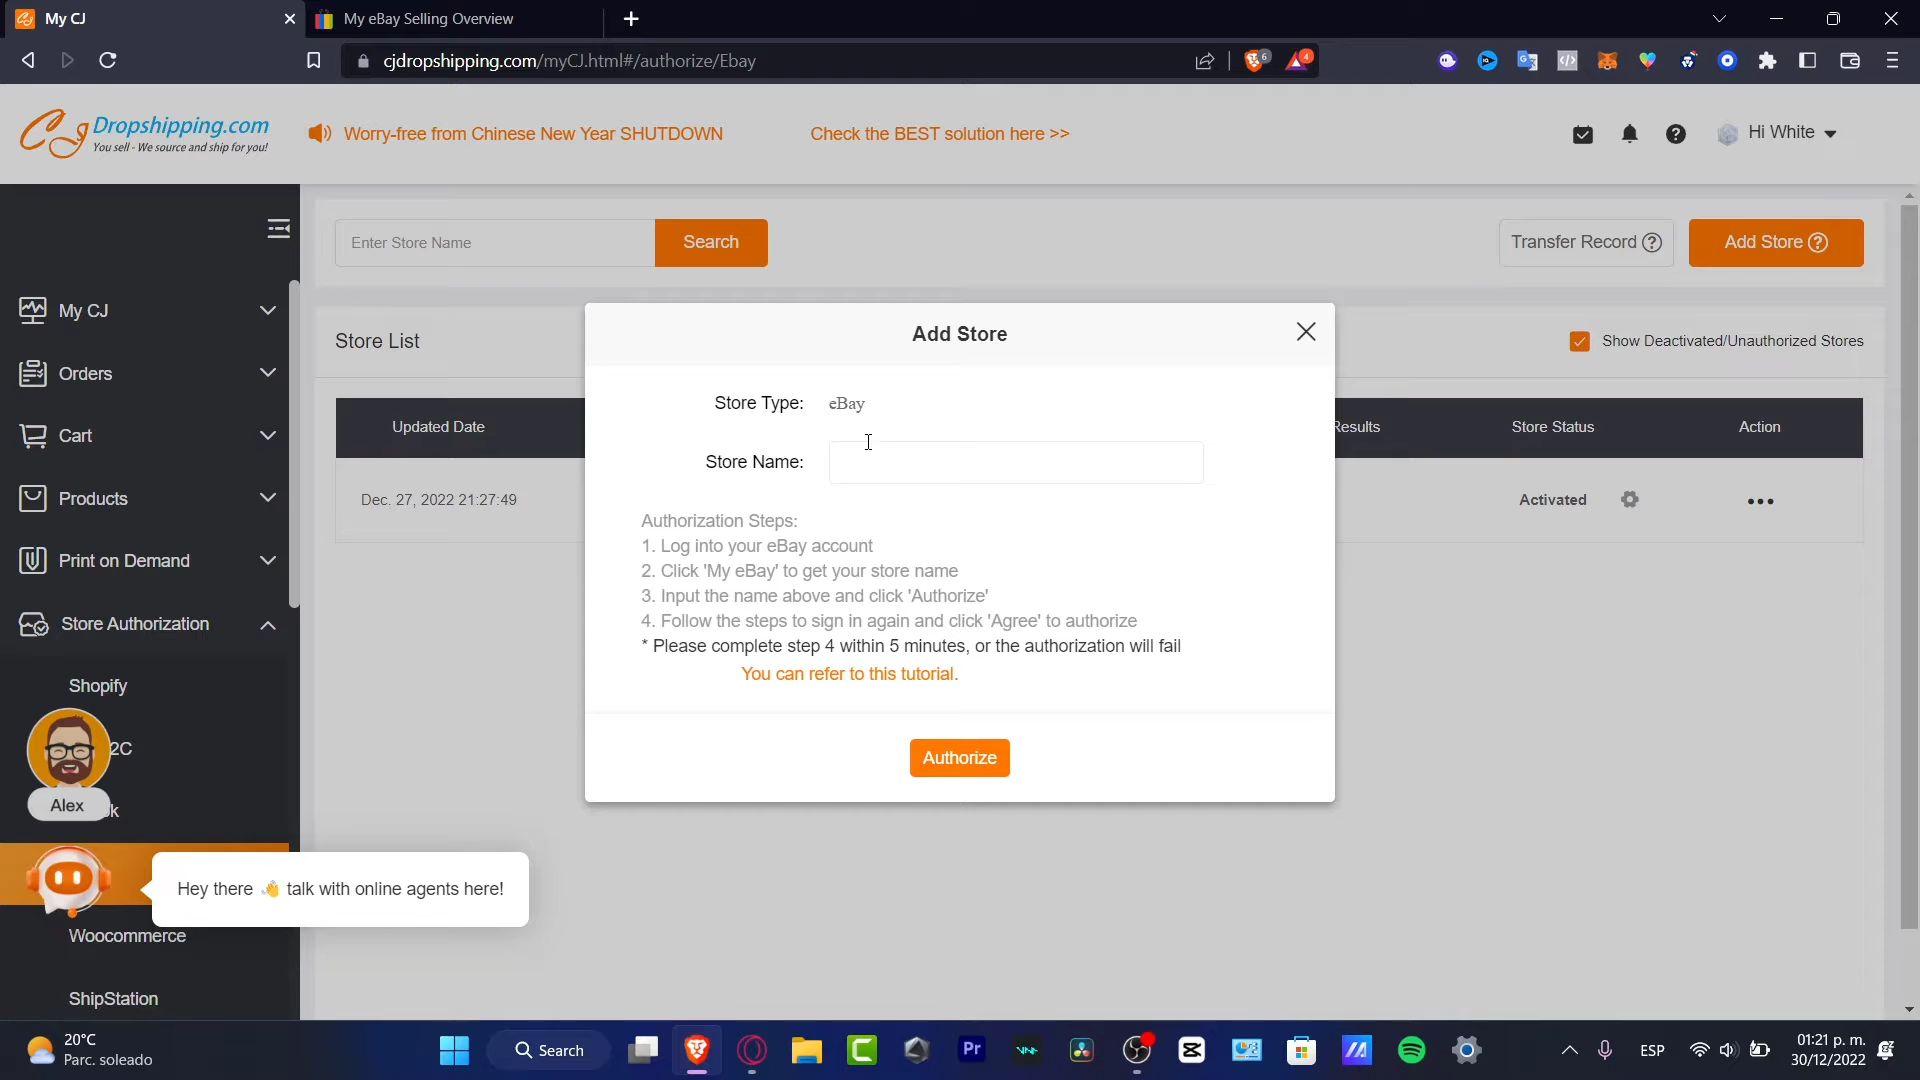 My CJ
My eBay Selling Overview
cjdropshipping.com/myCJ.html#/authorize/Ebay
6
4
CJ Dropshipping.com
You sell - We source and ship for you!
Worry-free from Chinese New Year SHUTDOWN
Check the BEST solution here >>
Hi White
Enter Store Name
Search
Transfer Record
Add Store
My CJ
Orders
Cart
Products
Print on Demand
Store Authorization
Shopify
2C
k
Alex
Hey there 👋 talk with online agents here!
Woocommerce
ShipStation
Store List
Show Deactivated/Unauthorized Stores
Updated Date
Results
Store Status
Action
Dec. 27, 2022 21:27:49
Activated
Add Store
Store Type: eBay
Store Name:
Authorization Steps:
1. Log into your eBay account
2. Click 'My eBay' to get your store name
3. Input the name above and click 'Authorize'
4. Follow the steps to sign in again and click 'Agree' to authorize
* Please complete step 4 within 5 minutes, or the authorization will fail
You can refer to this tutorial.
Authorize
20°C
Parc. soleado
Search
Pr
ESP
01:21 p. m.
30/12/2022